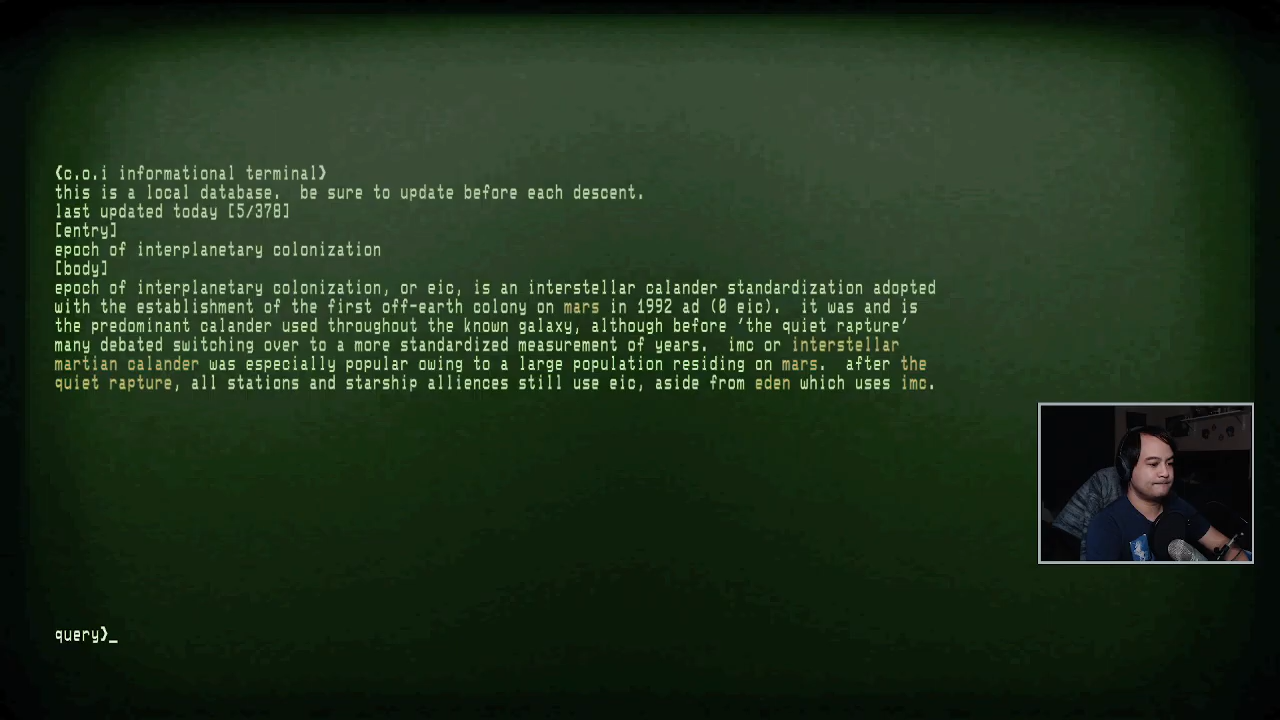 {c.o.i informational terminal}
this is a local database.  be sure to update before each descent.
last updated today [5/378]
[entry]
epoch of interplanetary colonization
[body]
epoch of interplanetary colonization, or eic, is an interstellar calander standardization adopted
with the establishment of the first off-earth colony on mars in 1992 ad (0 eic).  it was and is
the predominant calander used throughout the known galaxy, although before 'the quiet rapture'
many debated switching over to a more standardized measurement of years.  imc or interstellar
martian calander was especially popular owing to a large population residing on mars.  after the
quiet rapture, all stations and starship alliences still use eic, aside from eden which uses imc.
query}_